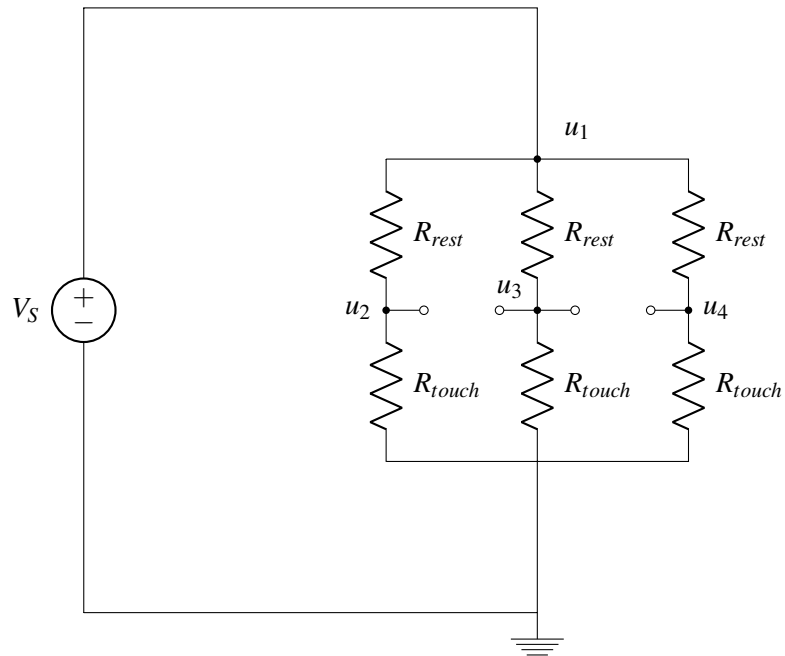 u₁
R_rest R_rest R_rest
V_S + − u₂ u₃ u₄
R_touch R_touch R_touch